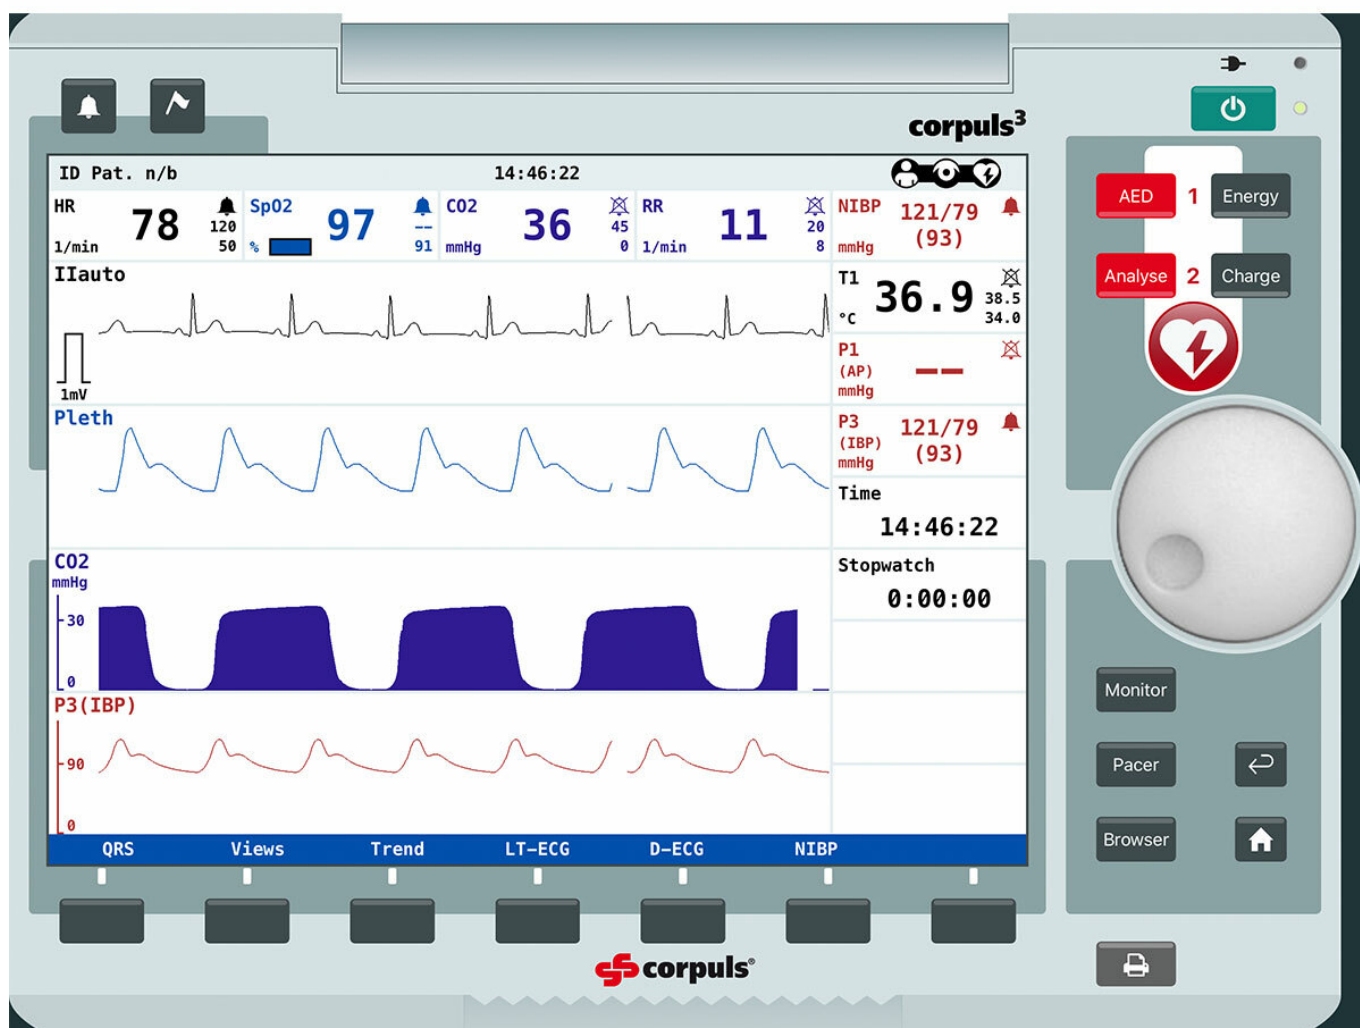 corpuls3
ID Pat. n/b 14:46:22
HR 1/min 78 120 50
SpO2 % 97 -- 91
CO2 mmHg 36 45 0
RR 1/min 11 20 8
NIBP mmHg 121/79 (93)
IIauto
1mV
T1 °C 36.9 38.5 34.0
P1 (AP) mmHg --
Pleth
P3 (IBP) mmHg 121/79 (93)
Time
14:46:22
CO2
mmHg
30
0
Stopwatch
0:00:00
P3(IBP)
90
0
QRS Views Trend LT-ECG D-ECG NIBP
corpuls®
AED 1 Energy
Analyse 2 Charge
Monitor
Pacer
Browser